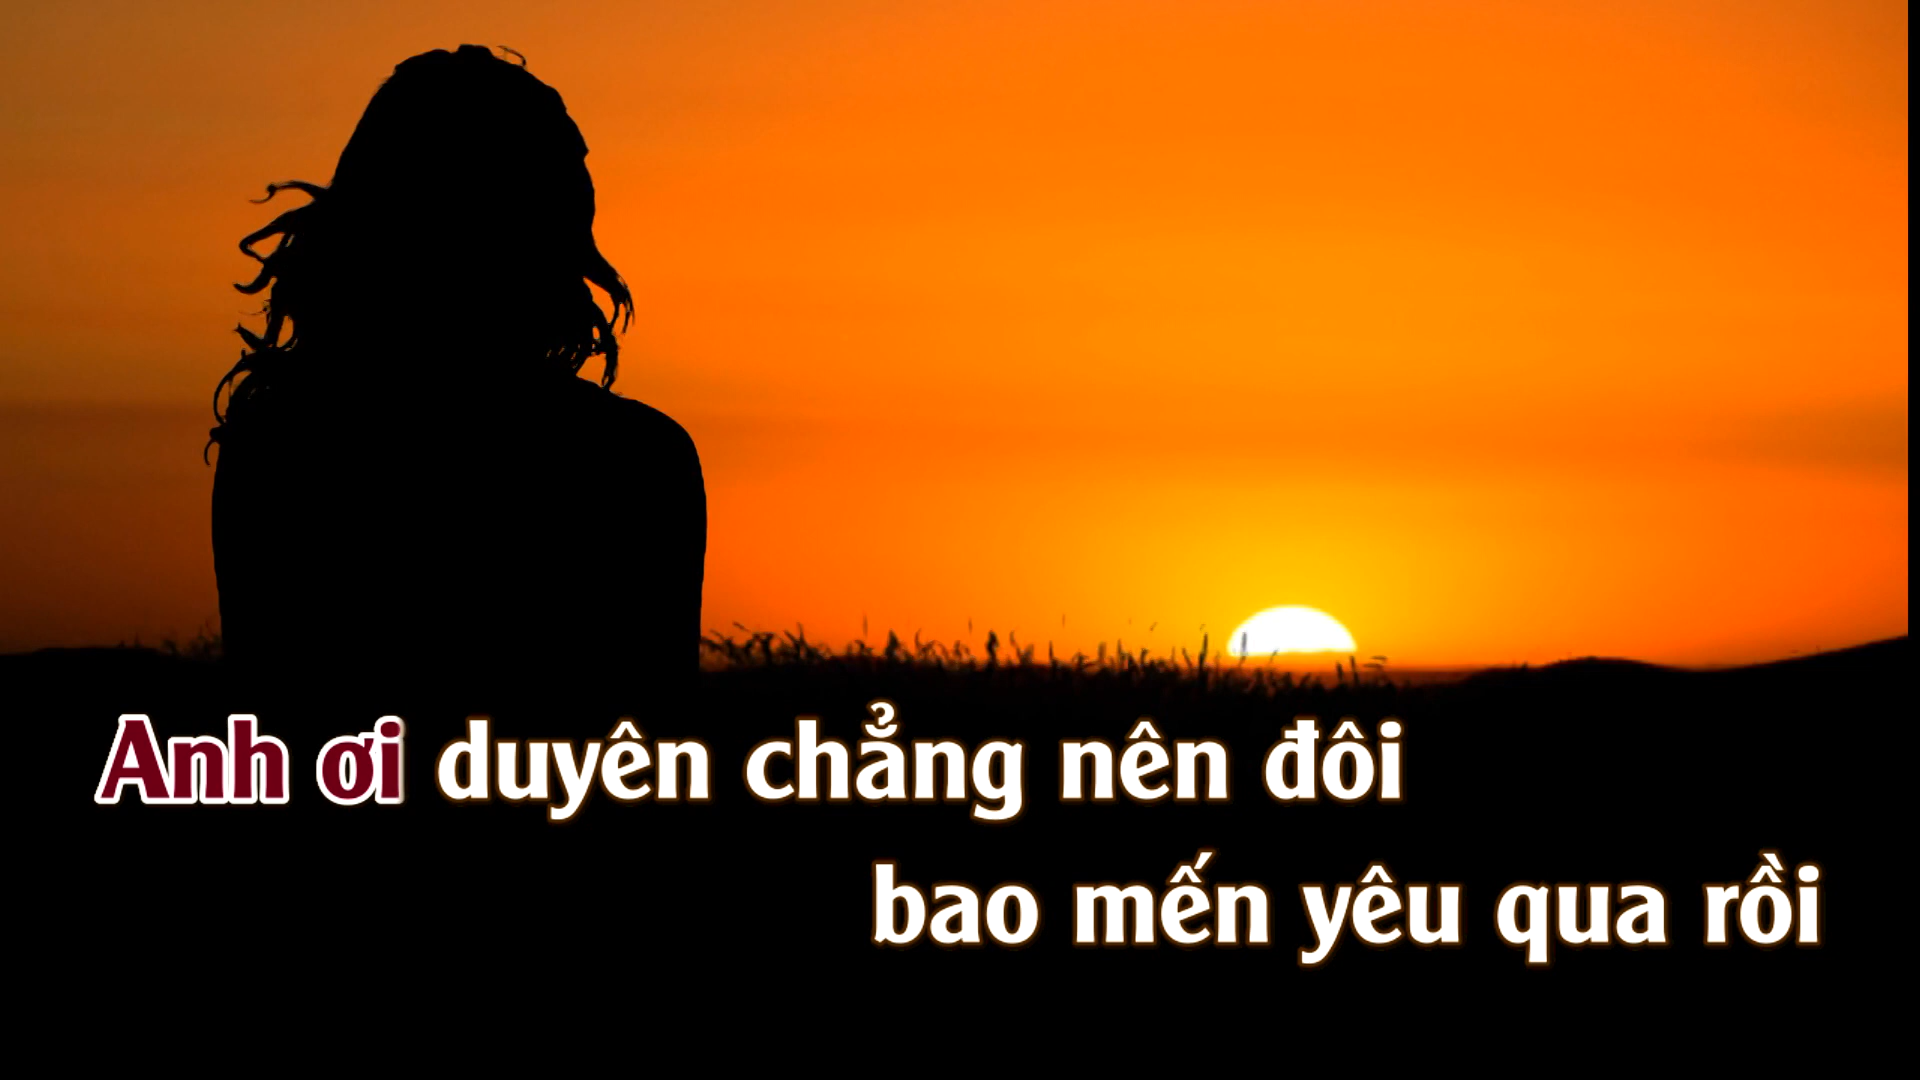 Anh ơi duyên chẳng nên đôi
bao mến yêu qua rồi